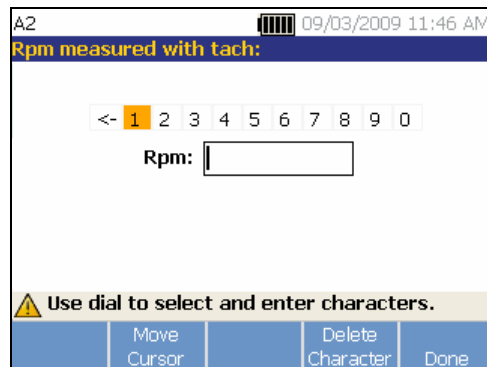 A2 09/03/2009 11:46 AM
Rpm measured with tach:
<- 1 2 3 4 5 6 7 8 9 0
Rpm:
Use dial to select and enter characters.
Move Cursor Delete Character Done